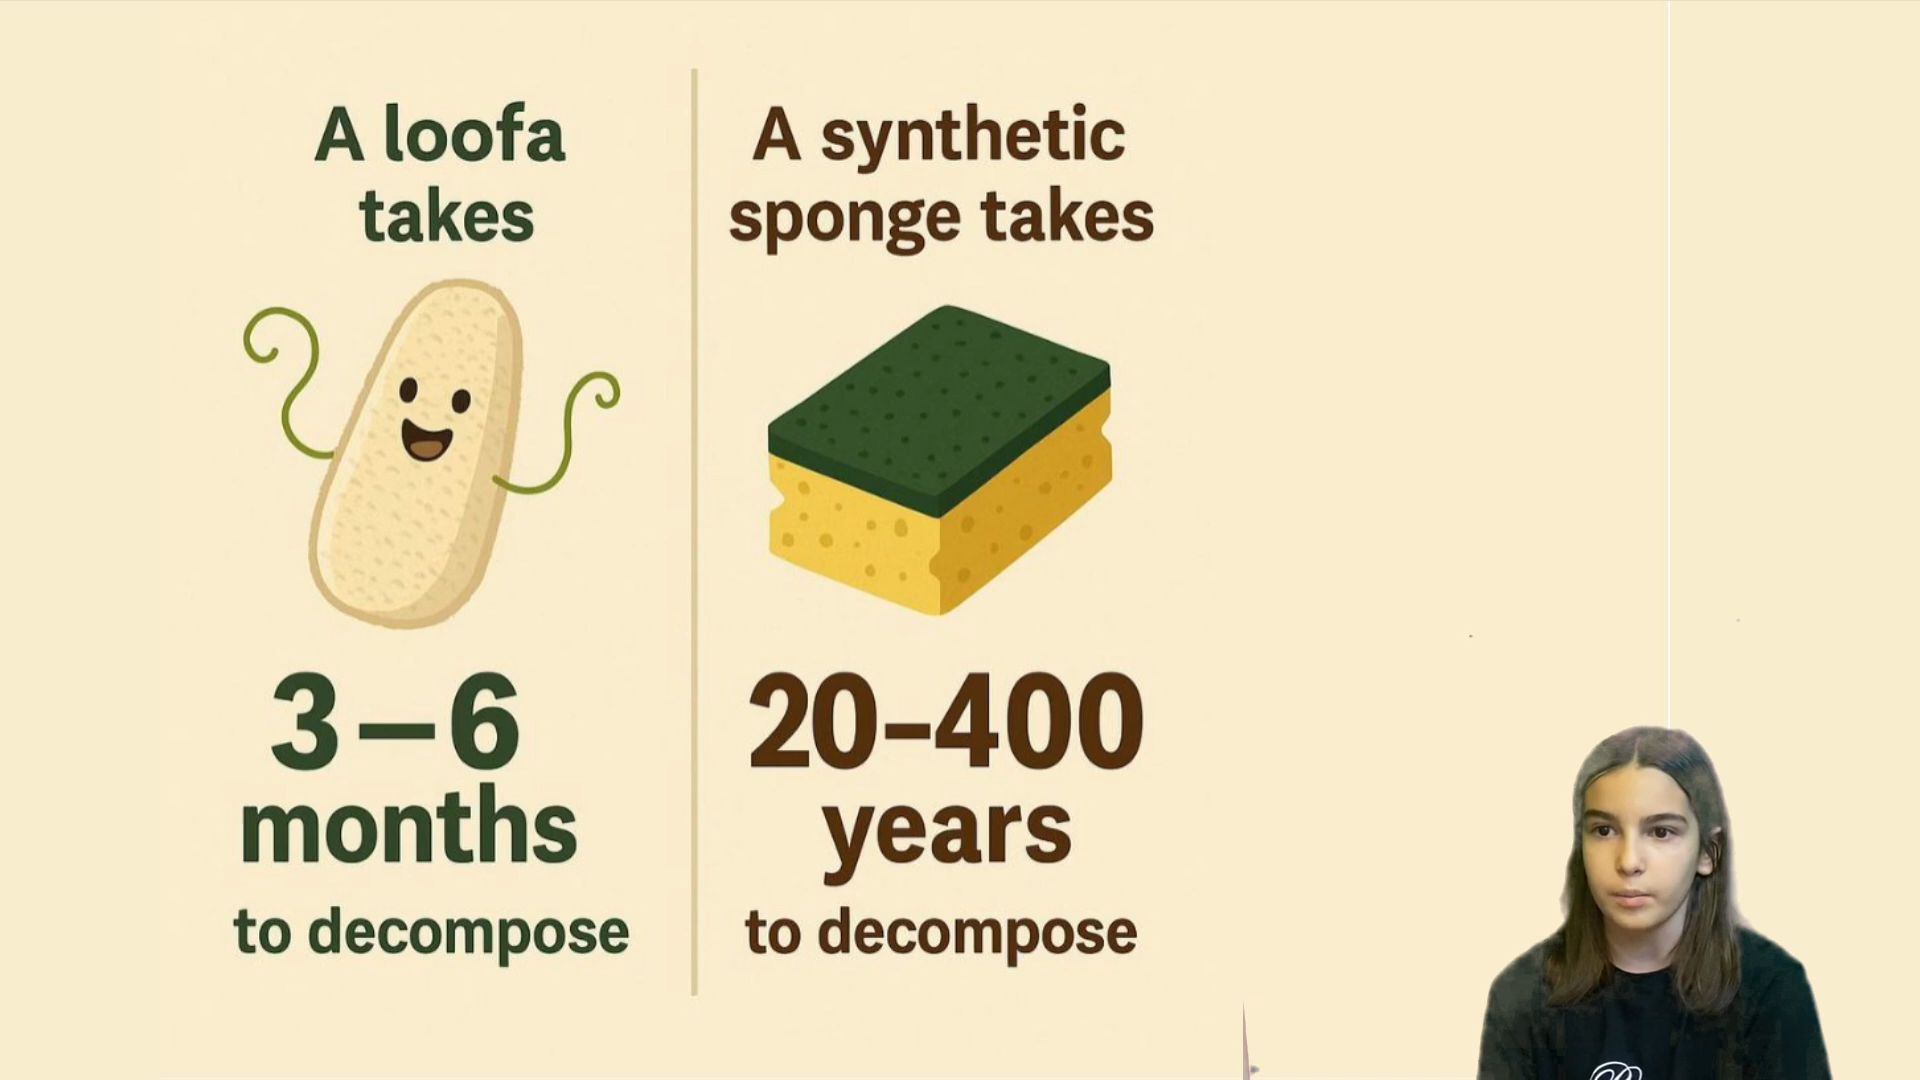 A loofa
takes
3–6
months
to decompose
A synthetic
sponge takes
20–400
years
to decompose